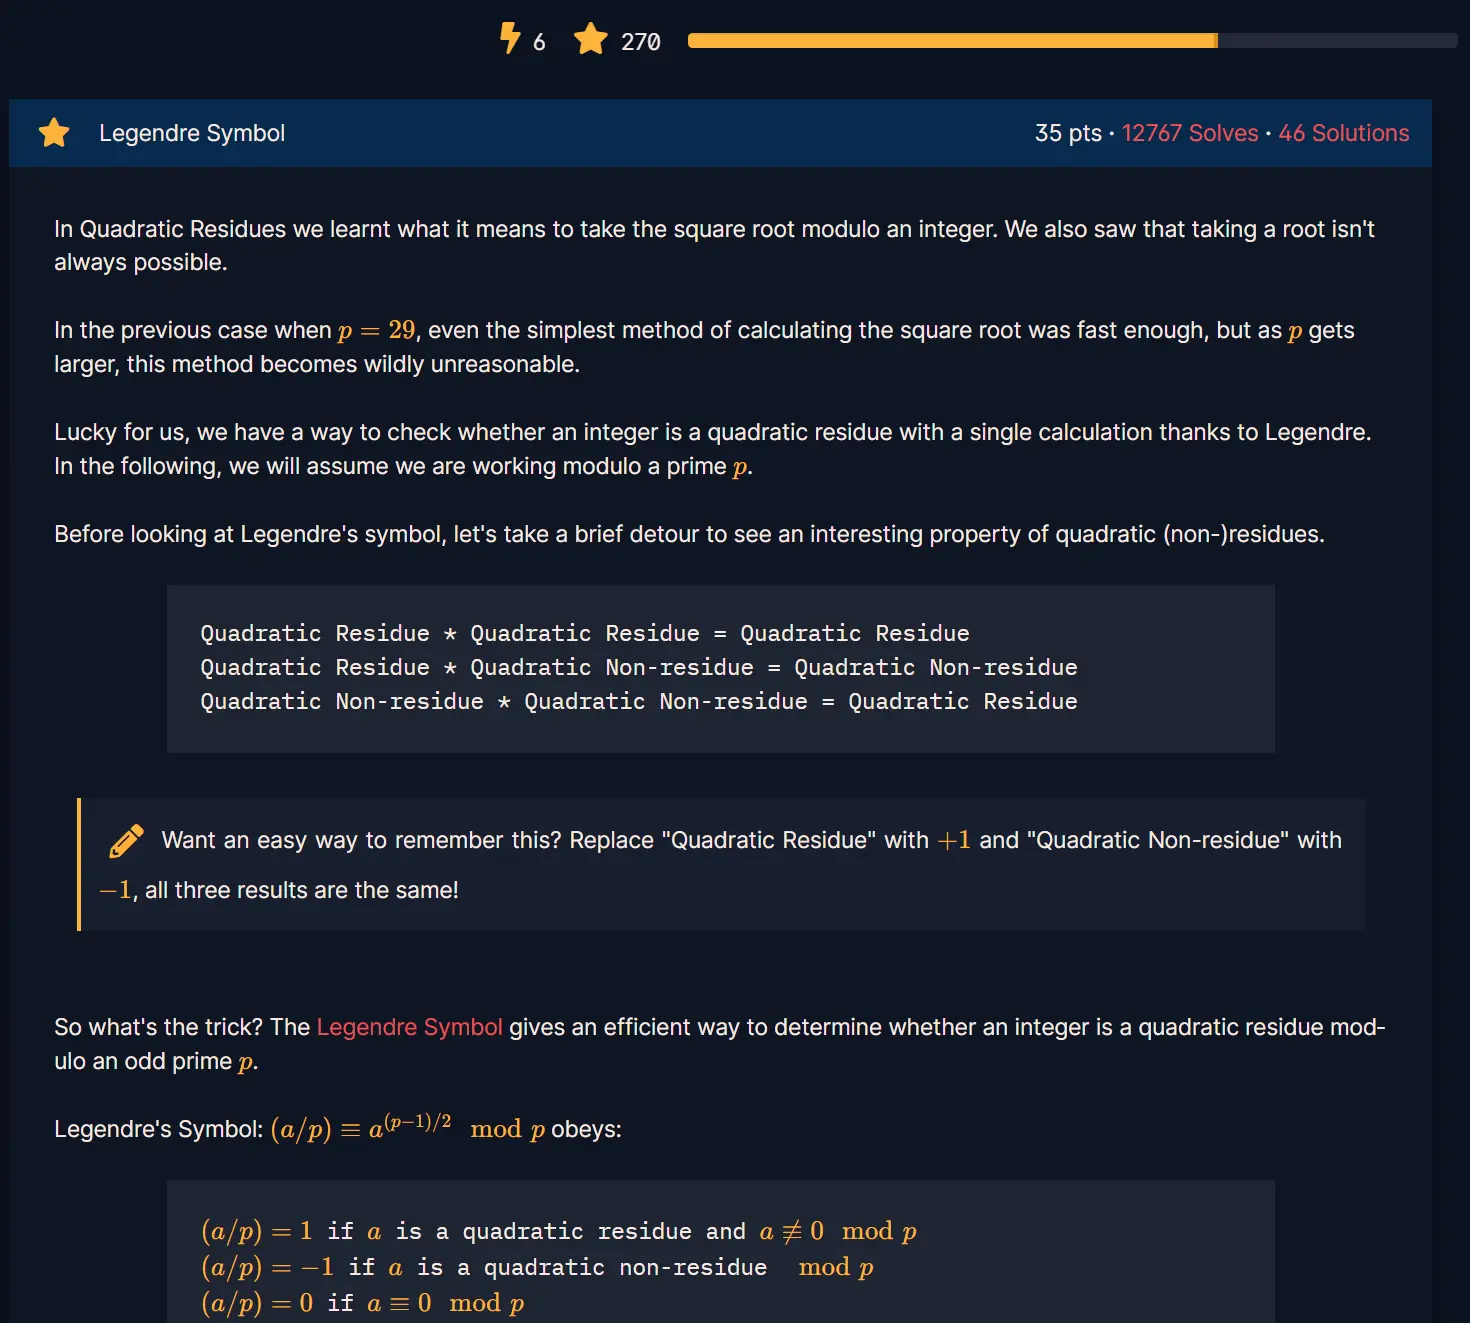 6 270
Legendre Symbol 35 pts · 12767 Solves · 46 Solutions
In Quadratic Residues we learnt what it means to take the square root modulo an integer. We also saw that taking a root isn't
always possible.
In the previous case when p = 29, even the simplest method of calculating the square root was fast enough, but as p gets
larger, this method becomes wildly unreasonable.
Lucky for us, we have a way to check whether an integer is a quadratic residue with a single calculation thanks to Legendre.
In the following, we will assume we are working modulo a prime p.
Before looking at Legendre's symbol, let's take a brief detour to see an interesting property of quadratic (non-)residues.
Quadratic Residue * Quadratic Residue = Quadratic Residue
Quadratic Residue * Quadratic Non-residue = Quadratic Non-residue
Quadratic Non-residue * Quadratic Non-residue = Quadratic Residue
Want an easy way to remember this? Replace "Quadratic Residue" with +1 and "Quadratic Non-residue" with
−1, all three results are the same!
So what's the trick? The Legendre Symbol gives an efficient way to determine whether an integer is a quadratic residue mod-
ulo an odd prime p.
Legendre's Symbol: (a/p) ≡ a^(p−1)/2 mod p obeys:
(a/p) = 1 if a is a quadratic residue and a ≢ 0 mod p
(a/p) = −1 if a is a quadratic non-residue mod p
(a/p) = 0 if a ≡ 0 mod p